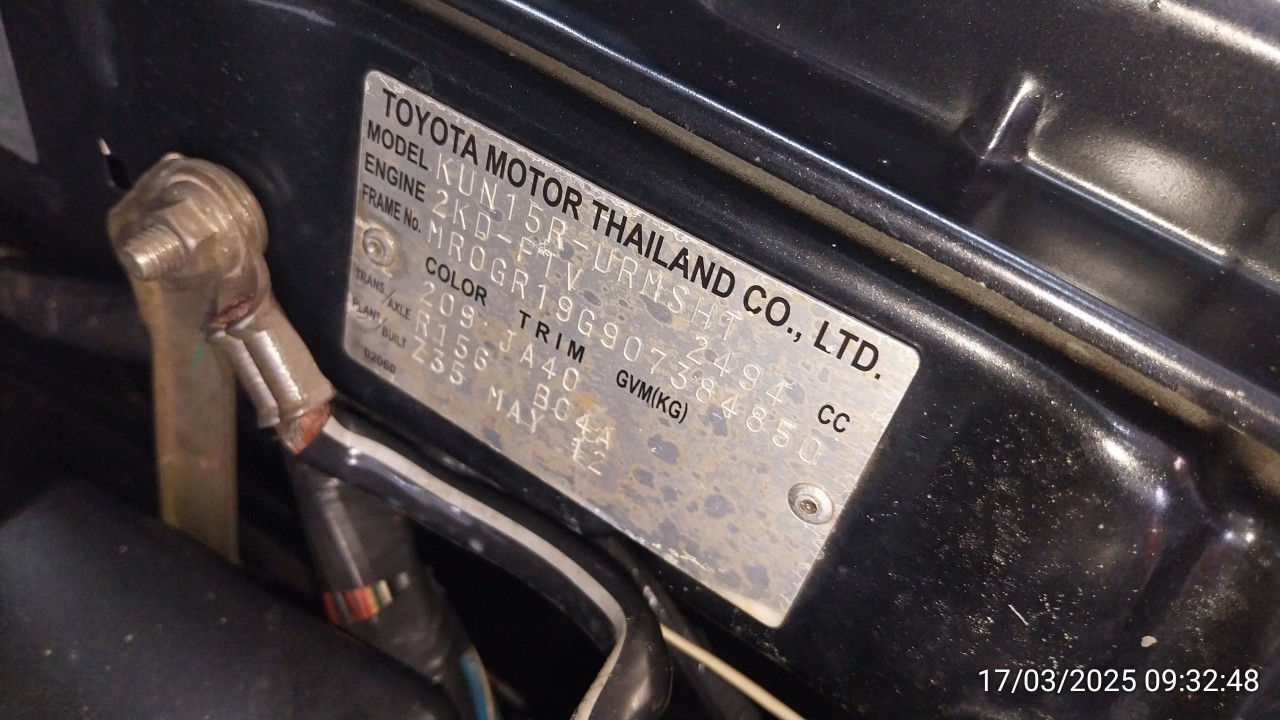 TOYOTA MOTOR THAILAND CO., LTD.
MODEL KUN15R-URMSHT
ENGINE 2KD-FTV 2494 CC
FRAME NO. MR0GR19G907384850
COLOR TRIM GVM(KG)
209 JA40
TRANS/AXLE R156 BC4A
PLANT/BUILT Z35 MAY 12
02060
17/03/2025 09:32:48